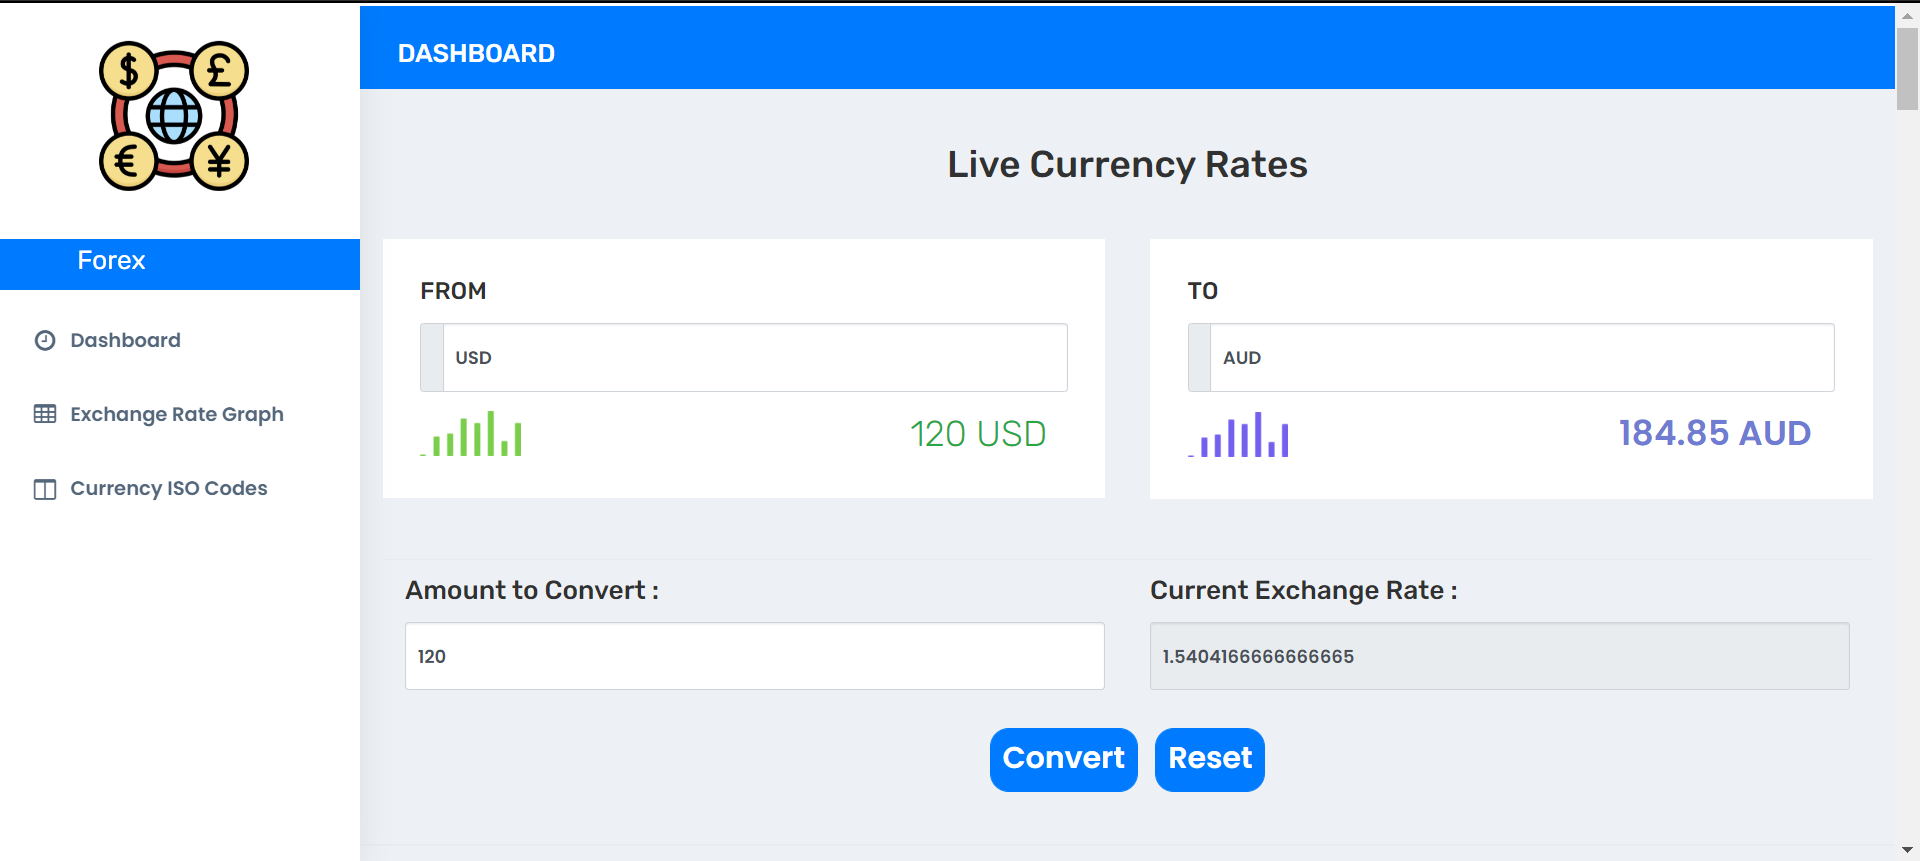 $ £
€ ¥
Forex
Dashboard
Exchange Rate Graph
Currency ISO Codes
DASHBOARD
Live Currency Rates
FROM
USD
120 USD
TO
AUD
184.85 AUD
Amount to Convert :
120
Current Exchange Rate :
1.5404166666666665
Convert Reset